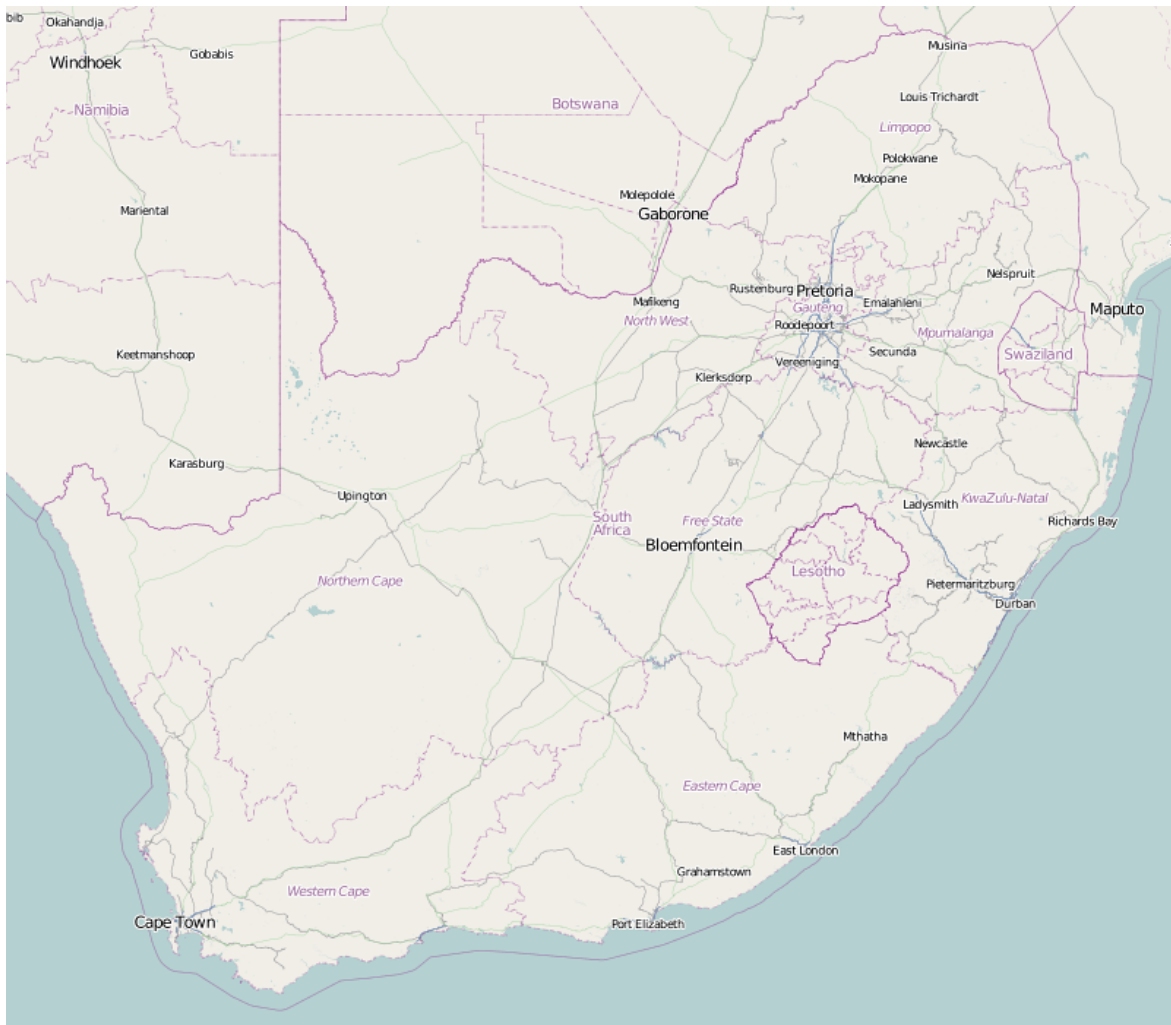 bib
Okahandja
Windhoek
Gobabis
Musina
Namibia
Botswana
Louis Trichardt
Limpopo
Polokwane
Mokopane
Molepolole
Mariental
Gaborone
Nelspruit
Rustenburg
Pretoria
Mafikeng
Emalahleni
Gauteng
Maputo
North West
Roodepoort
Mpumalanga
Keetmanshoop
Vereeniging
Secunda
Swaziland
Klerksdorp
Newcastle
Karasburg
Upington
Ladysmith
KwaZulu-Natal
South
Africa
Free State
Richards Bay
Bloemfontein
Northern Cape
Lesotho
Pietermaritzburg
Durban
Mthatha
Eastern Cape
East London
Grahamstown
Western Cape
Cape Town
Port Elizabeth